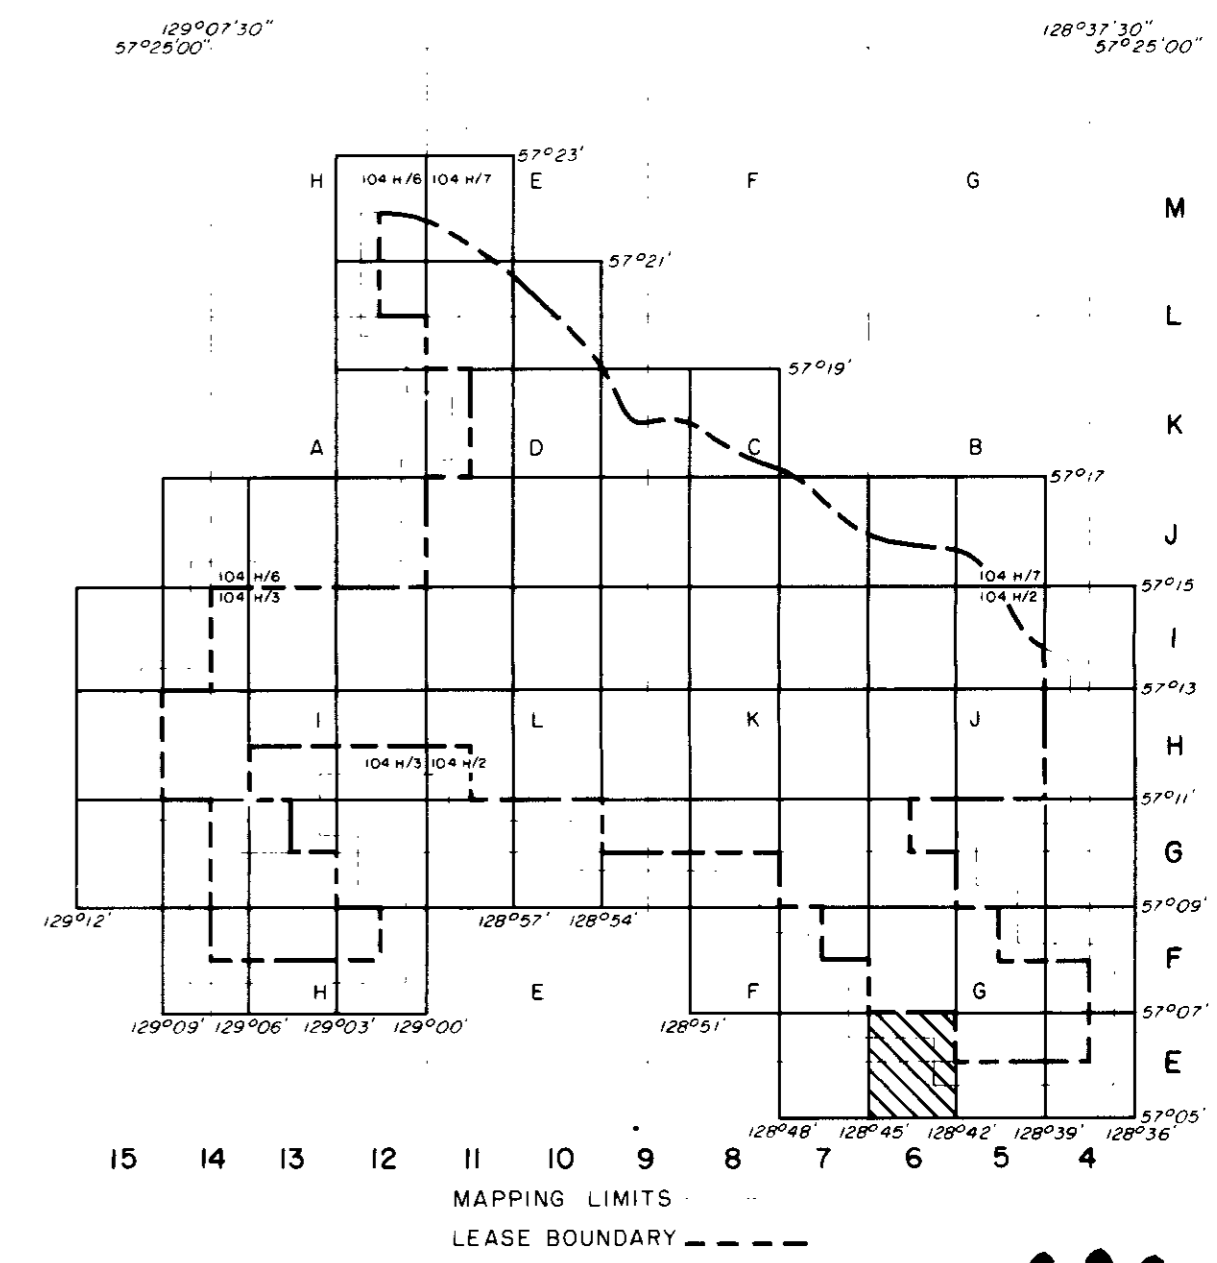 129°07'30" 128°37'30"
57°25'00" 57°25'00"
57°23'
H 104 H/6 104 H/7 E F G
M
57°21'
L
57°19'
K
A D C B
57°17'
J
104 H/6 104 H/7
57°15'
104 H/3 104 H/2
I
57°13'
I L K J
H
104 H/3 104 H/2
57°11'
G
57°09'
129°12' 128°57' 128°54'
F
H E F G
57°07'
129°09' 129°06' 129°03' 129°00' 128°51'
E
57°05'
128°48' 128°45' 128°42' 128°39' 128°36'
15 14 13 12 11 10 9 8 7 6 5 4
MAPPING LIMITS
LEASE BOUNDARY